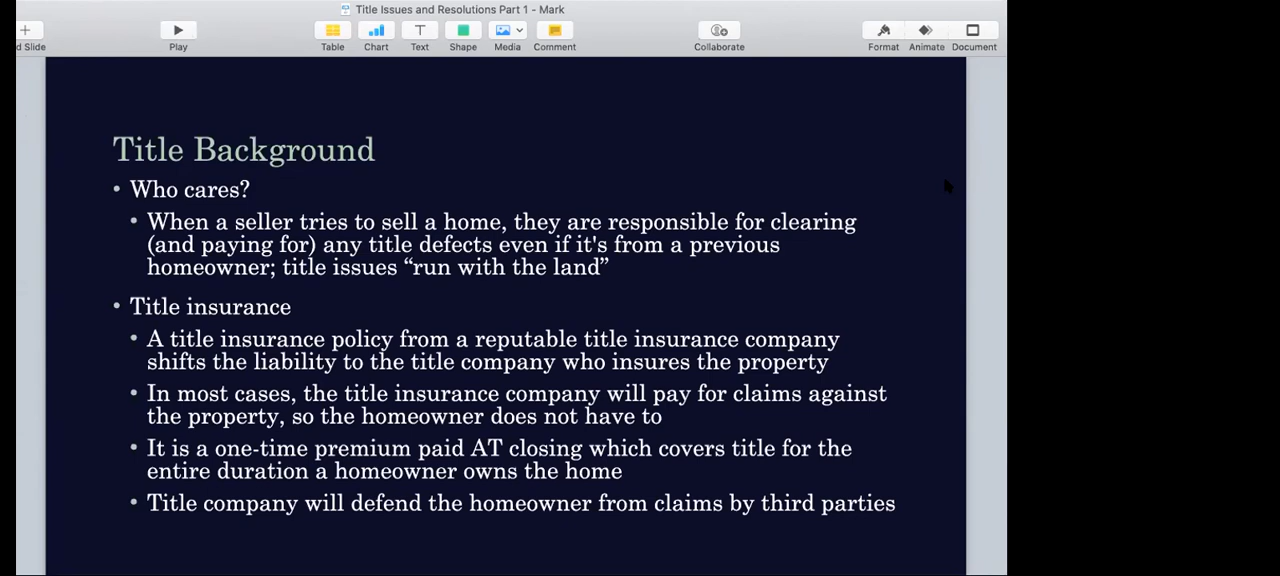 Title Issues and Resolutions Part 1 - Mark
d Slide
Play
Table
Chart
Text
Shape
Media
Comment
Collaborate
Format
Animate
Document
Title Background
• Who cares?
• When a seller tries to sell a home, they are responsible for clearing
(and paying for) any title defects even if it's from a previous
homeowner; title issues “run with the land”
• Title insurance
• A title insurance policy from a reputable title insurance company
shifts the liability to the title company who insures the property
• In most cases, the title insurance company will pay for claims against
the property, so the homeowner does not have to
• It is a one-time premium paid AT closing which covers title for the
entire duration a homeowner owns the home
• Title company will defend the homeowner from claims by third parties